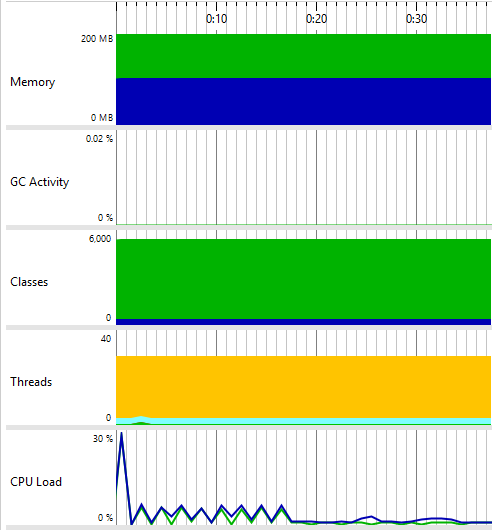 0:10 0:20 0:30
200 MB
Memory
0 MB
0.02 %
GC Activity
0 %
6,000
Classes
0
40
Threads
0
30 %
CPU Load
0 %